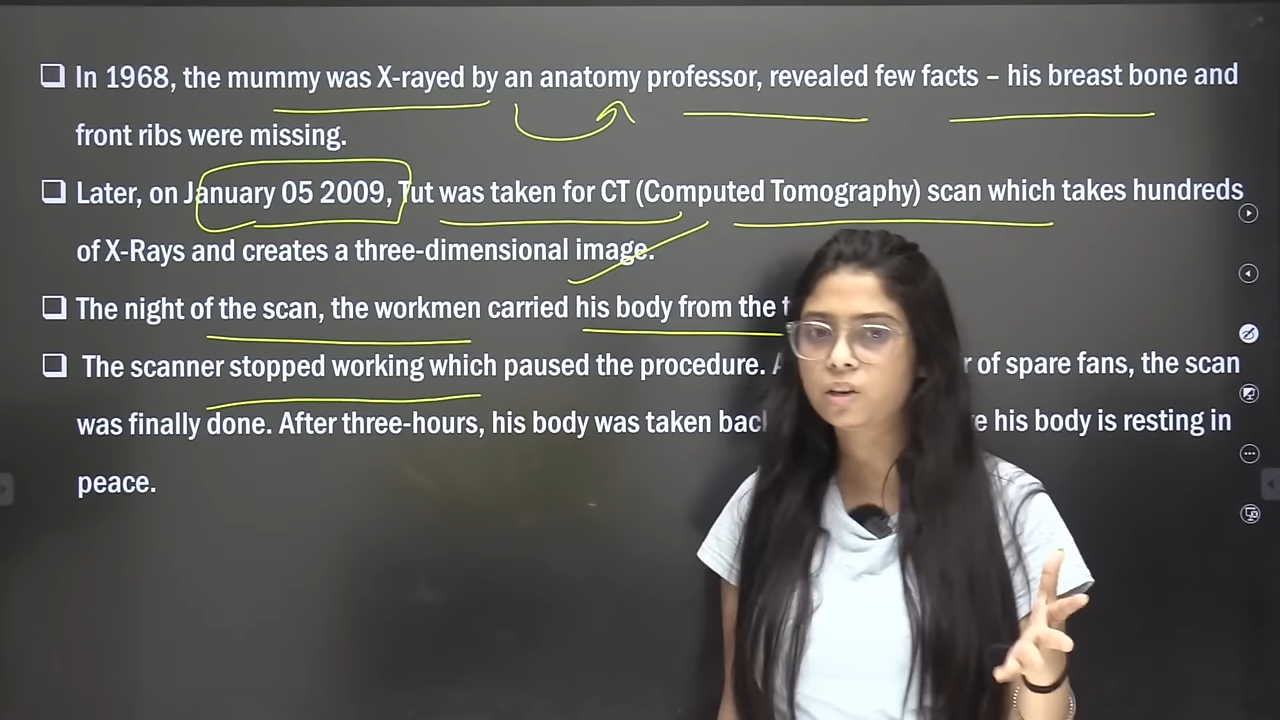 In 1968, the mummy was X-rayed by an anatomy professor, revealed few facts – his breast bone and
front ribs were missing.
Later, on January 05 2009, Tut was taken for CT (Computed Tomography) scan which takes hundreds
of X-Rays and creates a three-dimensional image.
The night of the scan, the workmen carried his body from the
The scanner stopped working which paused the procedure. of spare fans, the scan
was finally done. After three-hours, his body was taken his body is resting in
peace.